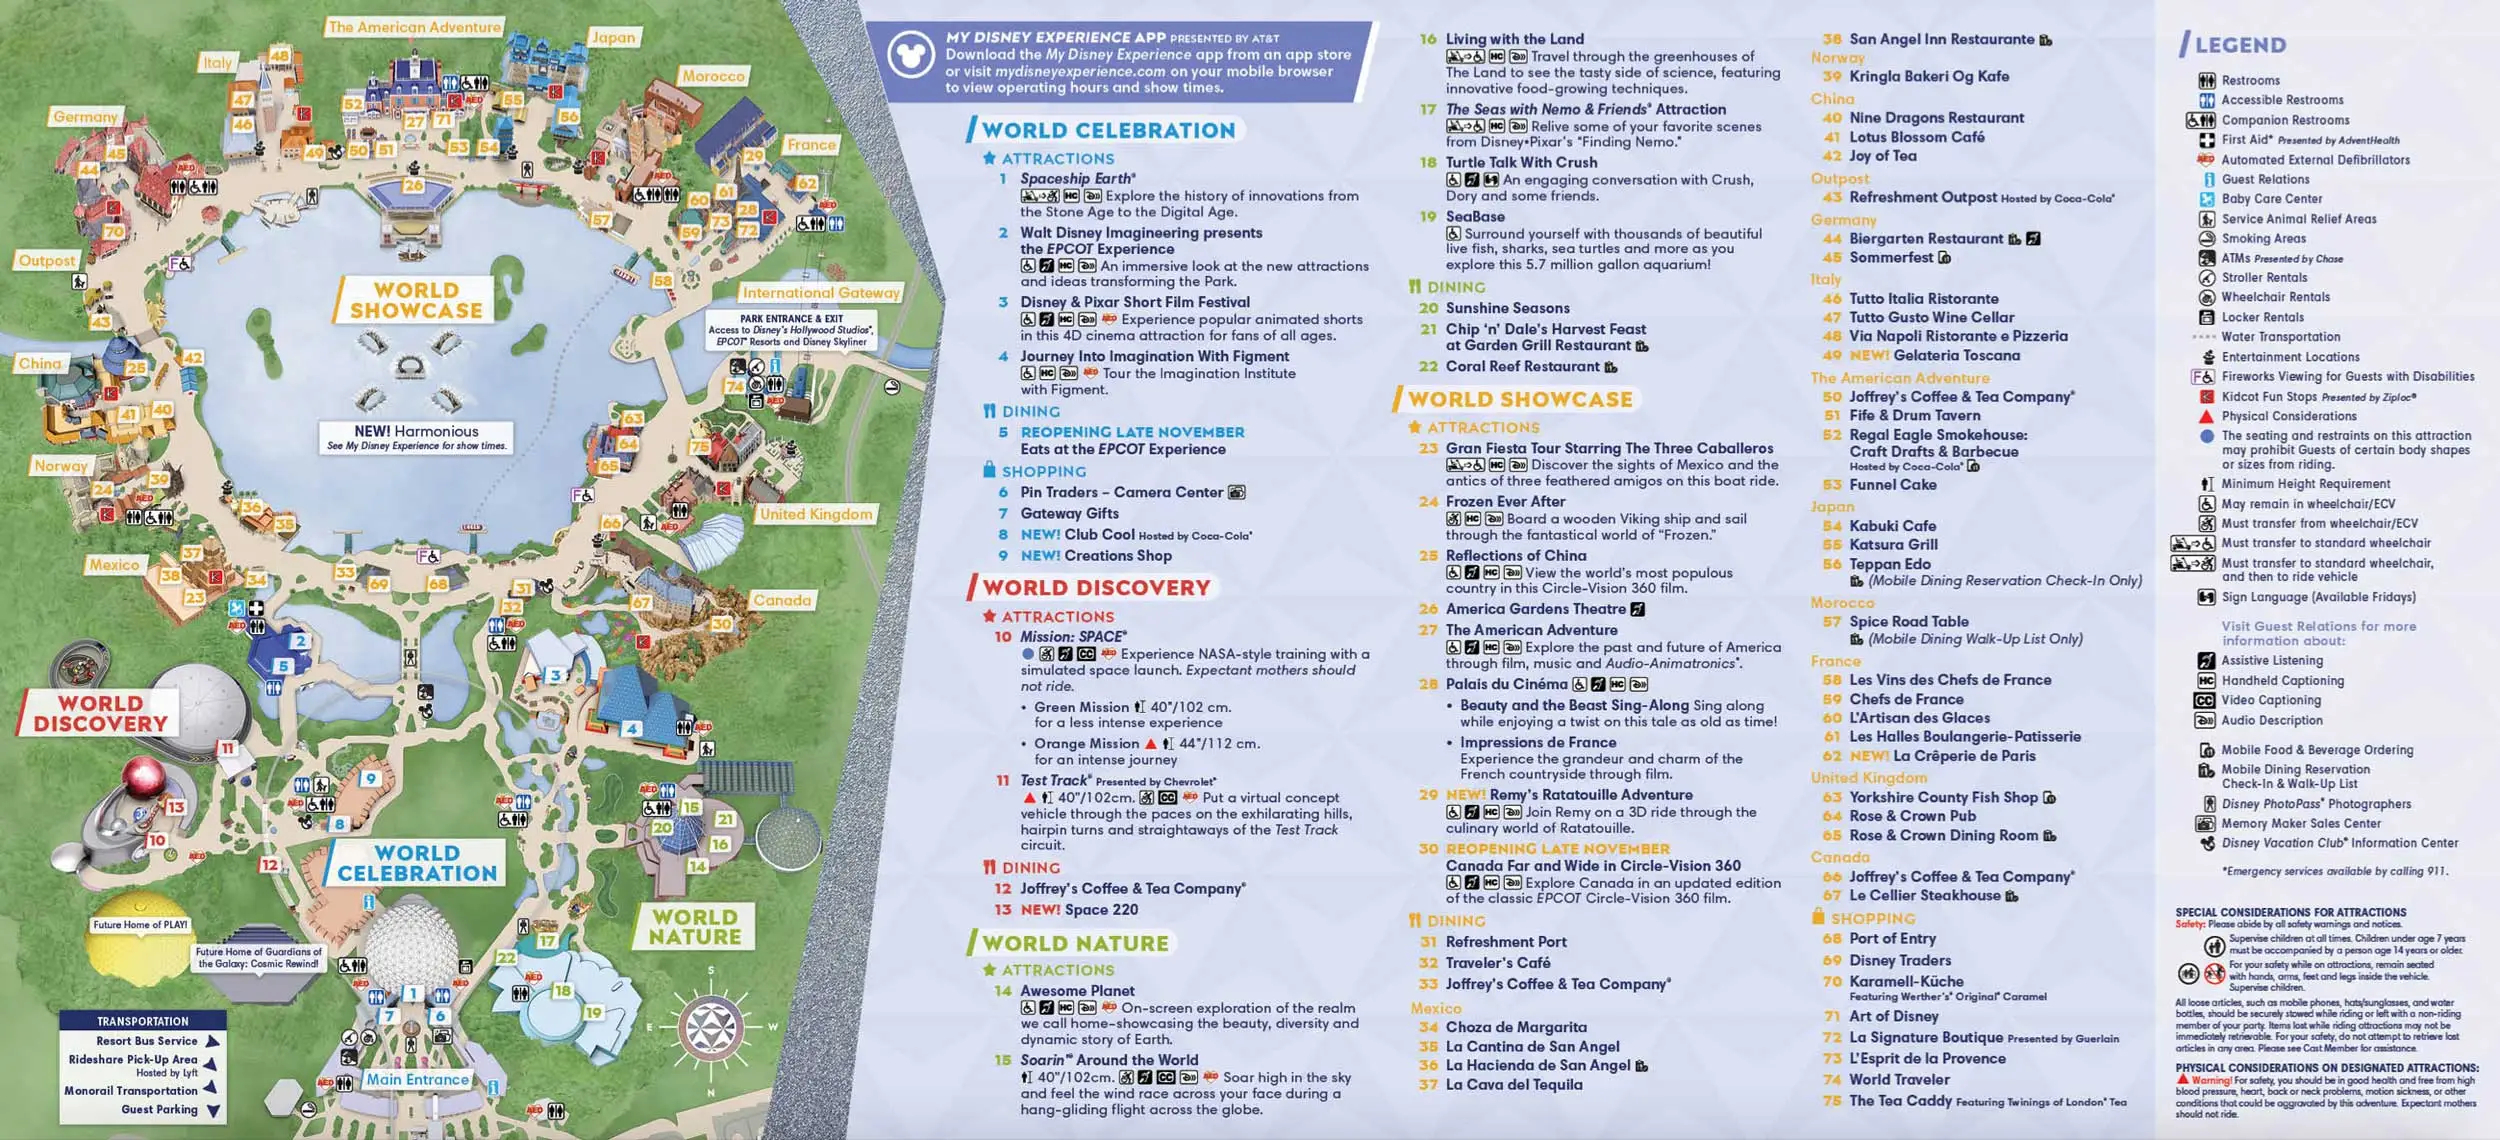 The American Adventure
Japan
Italy
Morocco
Germany
France
Outpost
WORLD
SHOWCASE
International Gateway
PARK ENTRANCE & EXIT
Access to Disney's Hollywood Studios®,
EPCOT® Resorts and Disney Skyliner
China
NEW! Harmonious
See My Disney Experience for show times.
Norway
United Kingdom
Mexico
Canada
WORLD
DISCOVERY
WORLD
CELEBRATION
WORLD
NATURE
Future Home of PLAY!
Future Home of Guardians of
the Galaxy: Cosmic Rewind!
Main Entrance
S
E
W
N
TRANSPORTATION
Resort Bus Service
Rideshare Pick-Up Area
Hosted by Lyft
Monorail Transportation
Guest Parking
MY DISNEY EXPERIENCE APP PRESENTED BY AT&T
Download the My Disney Experience app from an app store
or visit mydisneyexperience.com on your mobile browser
to view operating hours and show times.
WORLD CELEBRATION
ATTRACTIONS
1 Spaceship Earth®
Explore the history of innovations from
the Stone Age to the Digital Age.
2 Walt Disney Imagineering presents
the EPCOT Experience
HC An immersive look at the new attractions
and ideas transforming the Park.
3 Disney & Pixar Short Film Festival
HC AED Experience popular animated shorts
in this 4D cinema attraction for fans of all ages.
4 Journey Into Imagination With Figment
HC AED Tour the Imagination Institute
with Figment.
DINING
5 REOPENING LATE NOVEMBER
Eats at the EPCOT Experience
SHOPPING
6 Pin Traders – Camera Center
7 Gateway Gifts
8 NEW! Club Cool Hosted by Coca-Cola®
9 NEW! Creations Shop
WORLD DISCOVERY
ATTRACTIONS
10 Mission: SPACE®
CC AED Experience NASA-style training with a
simulated space launch. Expectant mothers should
not ride.
• Green Mission 40"/102 cm.
for a less intense experience
• Orange Mission 44"/112 cm.
for an intense journey
11 Test Track® Presented by Chevrolet®
40"/102cm. CC AED Put a virtual concept
vehicle through the paces on the exhilarating hills,
hairpin turns and straightaways of the Test Track
circuit.
DINING
12 Joffrey's Coffee & Tea Company®
13 NEW! Space 220
WORLD NATURE
ATTRACTIONS
14 Awesome Planet
HC AED On-screen exploration of the realm
we call home–showcasing the beauty, diversity and
dynamic story of Earth.
15 Soarin'® Around the World
40"/102cm. CC AED Soar high in the sky
and feel the wind race across your face during a
hang-gliding flight across the globe.
16 Living with the Land
HC Travel through the greenhouses of
The Land to see the tasty side of science, featuring
innovative food-growing techniques.
17 The Seas with Nemo & Friends® Attraction
HC Relive some of your favorite scenes
from Disney•Pixar's "Finding Nemo."
18 Turtle Talk With Crush
An engaging conversation with Crush,
Dory and some friends.
19 SeaBase
Surround yourself with thousands of beautiful
live fish, sharks, sea turtles and more as you
explore this 5.7 million gallon aquarium!
DINING
20 Sunshine Seasons
21 Chip 'n' Dale's Harvest Feast
at Garden Grill Restaurant
22 Coral Reef Restaurant
WORLD SHOWCASE
ATTRACTIONS
23 Gran Fiesta Tour Starring The Three Caballeros
HC Discover the sights of Mexico and the
antics of three feathered amigos on this boat ride.
24 Frozen Ever After
HC Board a wooden Viking ship and sail
through the fantastical world of "Frozen."
25 Reflections of China
HC View the world's most populous
country in this Circle-Vision 360 film.
26 America Gardens Theatre
27 The American Adventure
HC Explore the past and future of America
through film, music and Audio-Animatronics®.
28 Palais du Cinéma HC
• Beauty and the Beast Sing-Along Sing along
while enjoying a twist on this tale as old as time!
• Impressions de France
Experience the grandeur and charm of the
French countryside through film.
29 NEW! Remy's Ratatouille Adventure
HC Join Remy on a 3D ride through the
culinary world of Ratatouille.
30 REOPENING LATE NOVEMBER
Canada Far and Wide in Circle-Vision 360
HC Explore Canada in an updated edition
of the classic EPCOT Circle-Vision 360 film.
DINING
31 Refreshment Port
32 Traveler's Café
33 Joffrey's Coffee & Tea Company®
Mexico
34 Choza de Margarita
35 La Cantina de San Angel
36 La Hacienda de San Angel
37 La Cava del Tequila
38 San Angel Inn Restaurante
Norway
39 Kringla Bakeri Og Kafe
China
40 Nine Dragons Restaurant
41 Lotus Blossom Café
42 Joy of Tea
Outpost
43 Refreshment Outpost Hosted by Coca-Cola®
Germany
44 Biergarten Restaurant
45 Sommerfest
Italy
46 Tutto Italia Ristorante
47 Tutto Gusto Wine Cellar
48 Via Napoli Ristorante e Pizzeria
49 NEW! Gelateria Toscana
The American Adventure
50 Joffrey's Coffee & Tea Company®
51 Fife & Drum Tavern
52 Regal Eagle Smokehouse:
Craft Drafts & Barbecue
Hosted by Coca-Cola®
53 Funnel Cake
Japan
54 Kabuki Cafe
55 Katsura Grill
56 Teppan Edo
(Mobile Dining Reservation Check-In Only)
Morocco
57 Spice Road Table
(Mobile Dining Walk-Up List Only)
France
58 Les Vins des Chefs de France
59 Chefs de France
60 L'Artisan des Glaces
61 Les Halles Boulangerie-Patisserie
62 NEW! La Crêperie de Paris
United Kingdom
63 Yorkshire County Fish Shop
64 Rose & Crown Pub
65 Rose & Crown Dining Room
Canada
66 Joffrey's Coffee & Tea Company®
67 Le Cellier Steakhouse
SHOPPING
68 Port of Entry
69 Disney Traders
70 Karamell-Küche
Featuring Werther's® Original® Caramel
71 Art of Disney
72 La Signature Boutique Presented by Guerlain
73 L'Esprit de la Provence
74 World Traveler
75 The Tea Caddy Featuring Twinings of London® Tea
LEGEND
Restrooms
Accessible Restrooms
Companion Restrooms
First Aid* Presented by AdventHealth
AED Automated External Defibrillators
Guest Relations
Baby Care Center
Service Animal Relief Areas
Smoking Areas
ATMs Presented by Chase
Stroller Rentals
Wheelchair Rentals
Locker Rentals
Water Transportation
Entertainment Locations
F Fireworks Viewing for Guests with Disabilities
K Kidcot Fun Stops Presented by Ziploc®
Physical Considerations
The seating and restraints on this attraction
may prohibit Guests of certain body shapes
or sizes from riding.
Minimum Height Requirement
May remain in wheelchair/ECV
Must transfer from wheelchair/ECV
Must transfer to standard wheelchair
Must transfer to standard wheelchair,
and then to ride vehicle
Sign Language (Available Fridays)
Visit Guest Relations for more
information about:
Assistive Listening
HC Handheld Captioning
CC Video Captioning
Audio Description
Mobile Food & Beverage Ordering
Mobile Dining Reservation
Check-In & Walk-Up List
Disney PhotoPass® Photographers
Memory Maker Sales Center
Disney Vacation Club® Information Center
*Emergency services available by calling 911.
SPECIAL CONSIDERATIONS FOR ATTRACTIONS
Safety: Please abide by all safety warnings and notices.
Supervise children at all times. Children under age 7 years
must be accompanied by a person age 14 years or older.
For your safety while on attractions, remain seated
with hands, arms, feet and legs inside the vehicle.
Supervise children.
All loose articles, such as mobile phones, hats/sunglasses, and water
bottles, should be securely stowed while riding or left with a non-riding
member of your party. Items lost while riding attractions may not be
immediately retrievable. For your safety, do not attempt to retrieve lost
articles in any area. Please see Cast Member for assistance.
PHYSICAL CONSIDERATIONS ON DESIGNATED ATTRACTIONS:
Warning! For safety, you should be in good health and free from high
blood pressure, heart, back or neck problems, motion sickness, or other
conditions that could be aggravated by this adventure. Expectant mothers
should not ride.